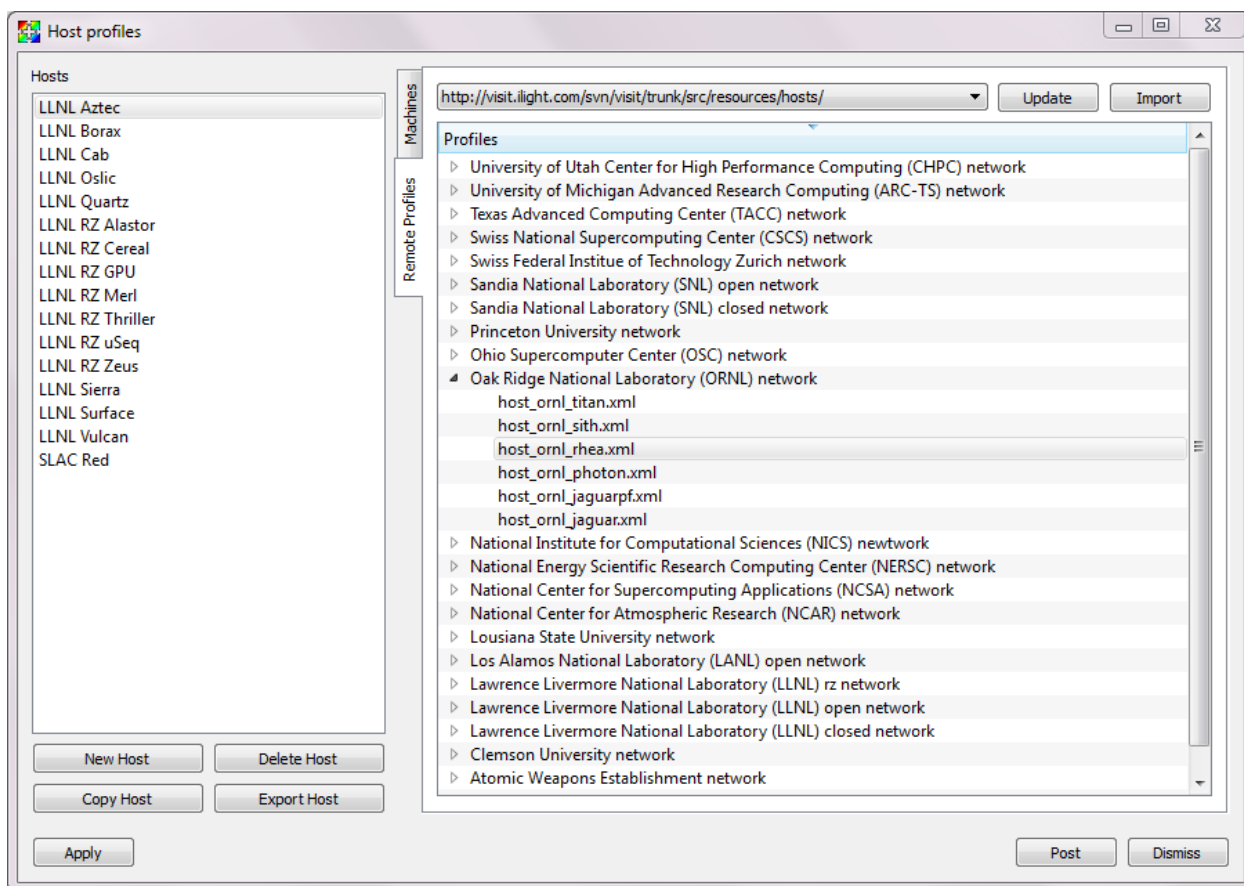 Host profiles
Hosts
LLNL Aztec
LLNL Borax
LLNL Cab
LLNL Oslic
LLNL Quartz
LLNL RZ Alastor
LLNL RZ Cereal
LLNL RZ GPU
LLNL RZ Merl
LLNL RZ Thriller
LLNL RZ uSeq
LLNL RZ Zeus
LLNL Sierra
LLNL Surface
LLNL Vulcan
SLAC Red
New Host
Delete Host
Copy Host
Export Host
Machines
Remote Profiles
http://visit.ilight.com/svn/visit/trunk/src/resources/hosts/
Update
Import
Profiles
University of Utah Center for High Performance Computing (CHPC) network
University of Michigan Advanced Research Computing (ARC-TS) network
Texas Advanced Computing Center (TACC) network
Swiss National Supercomputing Center (CSCS) network
Swiss Federal Institue of Technology Zurich network
Sandia National Laboratory (SNL) open network
Sandia National Laboratory (SNL) closed network
Princeton University network
Ohio Supercomputer Center (OSC) network
Oak Ridge National Laboratory (ORNL) network
host_ornl_titan.xml
host_ornl_sith.xml
host_ornl_rhea.xml
host_ornl_photon.xml
host_ornl_jaguarpf.xml
host_ornl_jaguar.xml
National Institute for Computational Sciences (NICS) newtwork
National Energy Scientific Research Computing Center (NERSC) network
National Center for Supercomputing Applications (NCSA) network
National Center for Atmospheric Research (NCAR) network
Lousiana State University network
Los Alamos National Laboratory (LANL) open network
Lawrence Livermore National Laboratory (LLNL) rz network
Lawrence Livermore National Laboratory (LLNL) open network
Lawrence Livermore National Laboratory (LLNL) closed network
Clemson University network
Atomic Weapons Establishment network
Apply
Post
Dismiss